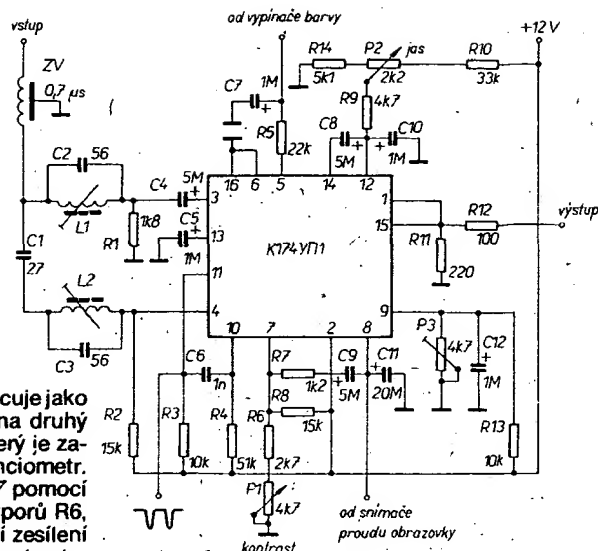 vstup
od vypínače barvy
+12V
ZV
0,7 µs
R14
5k1
P2
2k2
jas
R10
33k
C7
1M
R5
22k
R9
4k7
C8
5M
C10
1M
C2
56
L1
C4
5M
R1
1k8
C5
1M
C1
27
L2
C3
56
16
6
5
14
12
3
13
11
4
1
15
9
10
7
2
8
К174УП1
R12
100
výstup
R11
220
P3
4k7
C12
1M
R13
10k
C6
1n
R7
1k2
C9
5M
C11
20M
R8
15k
R2
15k
R3
10k
R4
51k
R6
2k7
P1
4k7
kontrast
od snímače
proudu obrazovky
cuje jako
na druhý
erý je za-
nciometr.
7 pomocí
porů R6,
í zesílení